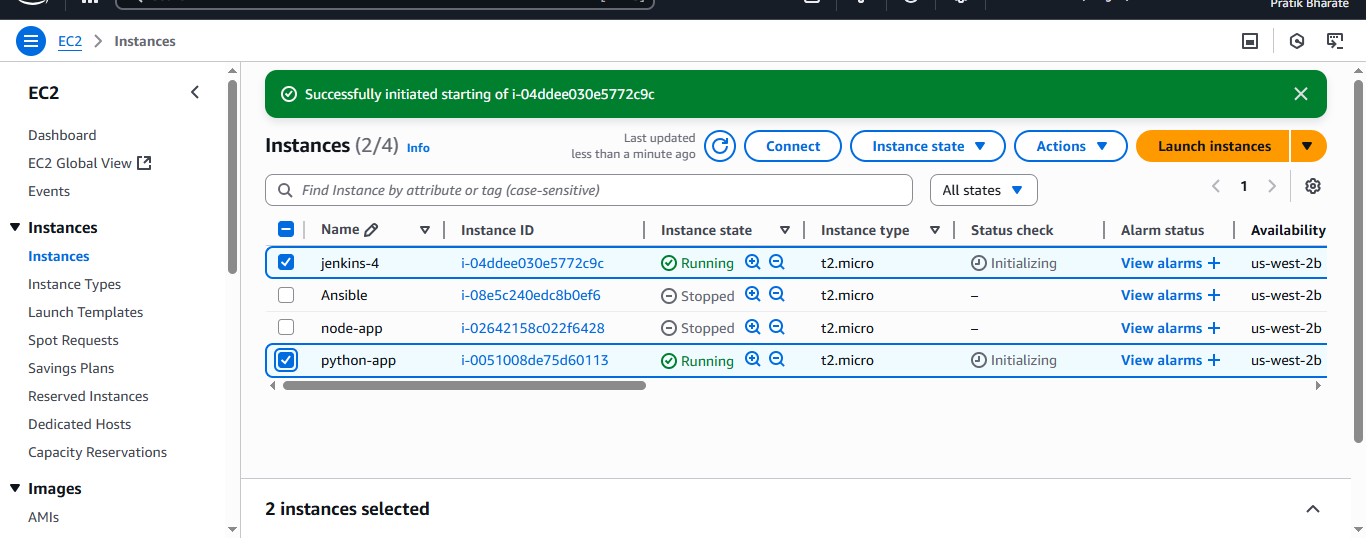 Pratik Bharate
EC2 Instances
EC2
Dashboard
EC2 Global View
Events
Instances
Instances
Instance Types
Launch Templates
Spot Requests
Savings Plans
Reserved Instances
Dedicated Hosts
Capacity Reservations
Images
AMIs
Successfully initiated starting of i-04ddee030e5772c9c
Instances (2/4) Info
Last updated
less than a minute ago
Connect Instance state Actions Launch instances
Find Instance by attribute or tag (case-sensitive) All states 1
Name Instance ID Instance state Instance type Status check Alarm status Availability
jenkins-4 i-04ddee030e5772c9c Running t2.micro Initializing View alarms + us-west-2b
Ansible i-08e5c240edc8b0ef6 Stopped t2.micro – View alarms + us-west-2b
node-app i-02642158c022f6428 Stopped t2.micro – View alarms + us-west-2b
python-app i-0051008de75d60113 Running t2.micro Initializing View alarms + us-west-2b
2 instances selected